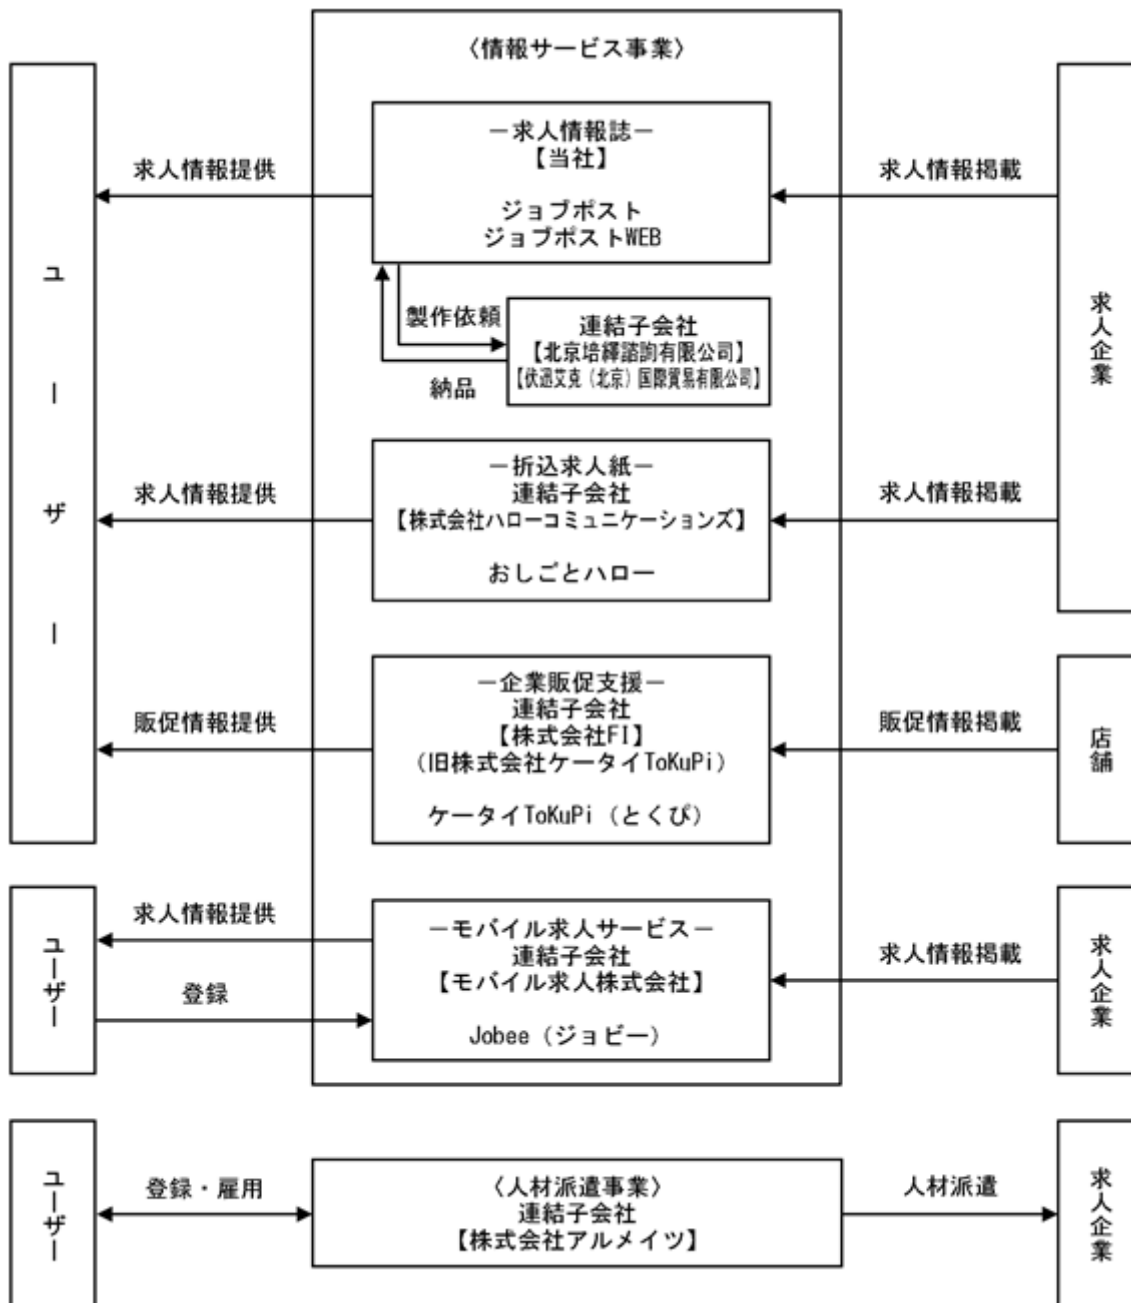 〈情報サービス事業〉
ユーザー
求人情報提供
－求人情報誌－
【当社】
ジョブポスト
ジョブポストWEB
求人情報掲載
求人企業
製作依頼
納品
連結子会社
【北京培繹諮詢有限公司】
【伏迅艾克（北京）国際貿易有限公司】
求人情報提供
－折込求人紙－
連結子会社
【株式会社ハローコミュニケーションズ】
おしごとハロー
求人情報掲載
販促情報提供
－企業販促支援－
連結子会社
【株式会社FI】
（旧株式会社ケータイToKuPi）
ケータイToKuPi（とくぴ）
販促情報掲載
店舗
ユーザー
求人情報提供
登録
－モバイル求人サービス－
連結子会社
【モバイル求人株式会社】
Jobee（ジョビー）
求人情報掲載
求人企業
ユーザー
登録・雇用
〈人材派遣事業〉
連結子会社
【株式会社アルメイツ】
人材派遣
求人企業